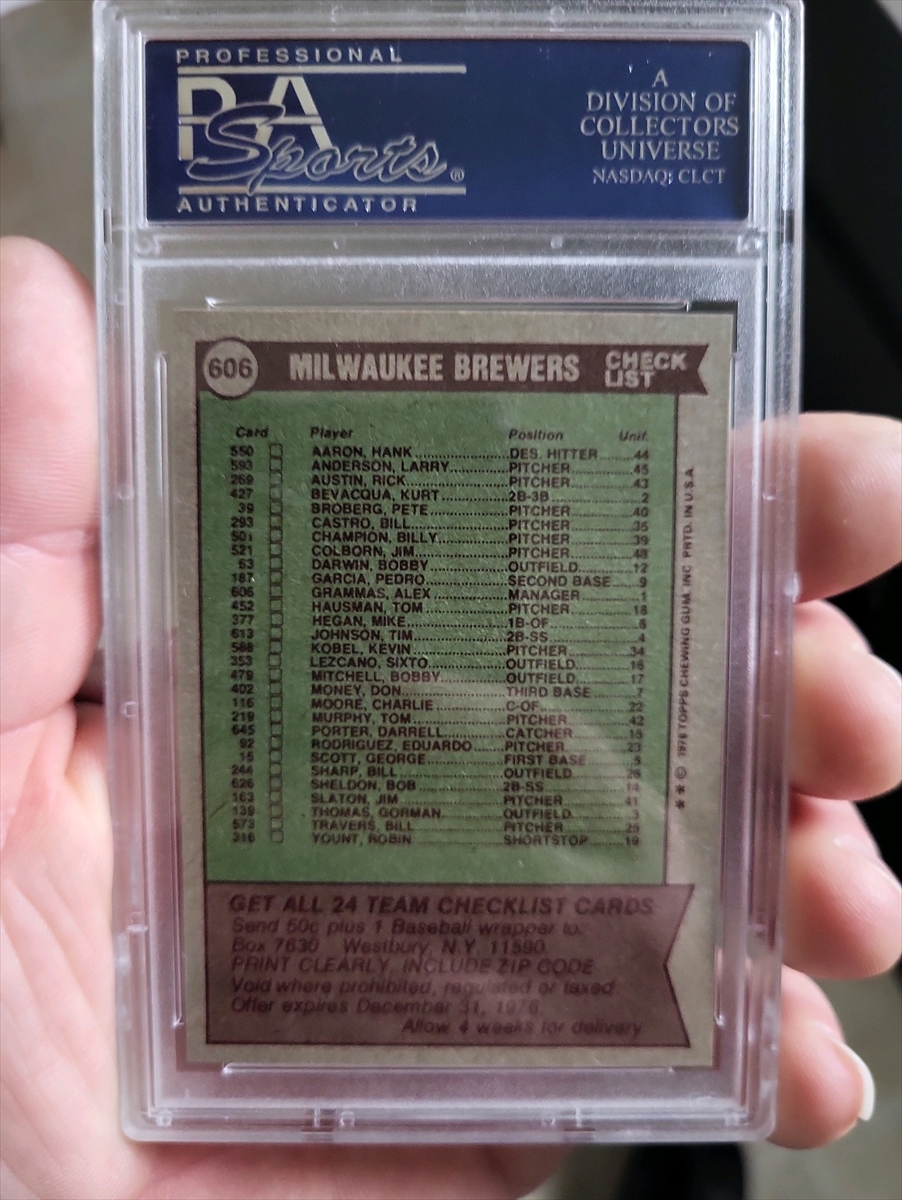 PROFESSIONAL
PSA
Sports®
AUTHENTICATOR
A
DIVISION OF
COLLECTORS
UNIVERSE
NASDAQ: CLCT
606 MILWAUKEE BREWERS CHECK LIST
Card Player Position Unif.
550 AARON, HANK DES. HITTER 44
593 ANDERSON, LARRY PITCHER 45
269 AUSTIN, RICK PITCHER 43
427 BEVACQUA, KURT 2B-3B 2
39 BROBERG, PETE PITCHER 40
293 CASTRO, BILL PITCHER 35
501 CHAMPION, BILLY PITCHER 39
521 COLBORN, JIM PITCHER 48
63 DARWIN, BOBBY OUTFIELD 12
187 GARCIA, PEDRO SECOND BASE 9
606 GRAMMAS, ALEX MANAGER 1
452 HAUSMAN, TOM PITCHER 18
377 HEGAN, MIKE 1B-OF
613 JOHNSON, TIM 2B-SS 4
588 KOBEL, KEVIN PITCHER 34
353 LEZCANO, SIXTO OUTFIELD 16
479 MITCHELL, BOBBY OUTFIELD 17
402 MONEY, DON THIRD BASE 7
116 MOORE, CHARLIE C-OF 22
219 MURPHY, TOM PITCHER 42
645 PORTER, DARRELL CATCHER 15
92 RODRIGUEZ, EDUARDO PITCHER 23
15 SCOTT, GEORGE FIRST BASE 5
244 SHARP, BILL OUTFIELD 28
626 SHELDON, BOB 2B-SS 14
163 SLATON, JIM PITCHER 41
139 THOMAS, GORMAN OUTFIELD 3
573 TRAVERS, BILL PITCHER 25
316 YOUNT, ROBIN SHORTSTOP 19
GET ALL 24 TEAM CHECKLIST CARDS
Send 50¢ plus 1 Baseball wrapper to:
Box 7630 Westbury, N.Y. 11590.
PRINT CLEARLY, INCLUDE ZIP CODE
Void where prohibited, regulated or taxed.
Offer expires December 31, 1976.
Allow 4 weeks for delivery
**© 1976 TOPPS CHEWING GUM, INC. PRTD. IN U.S.A.